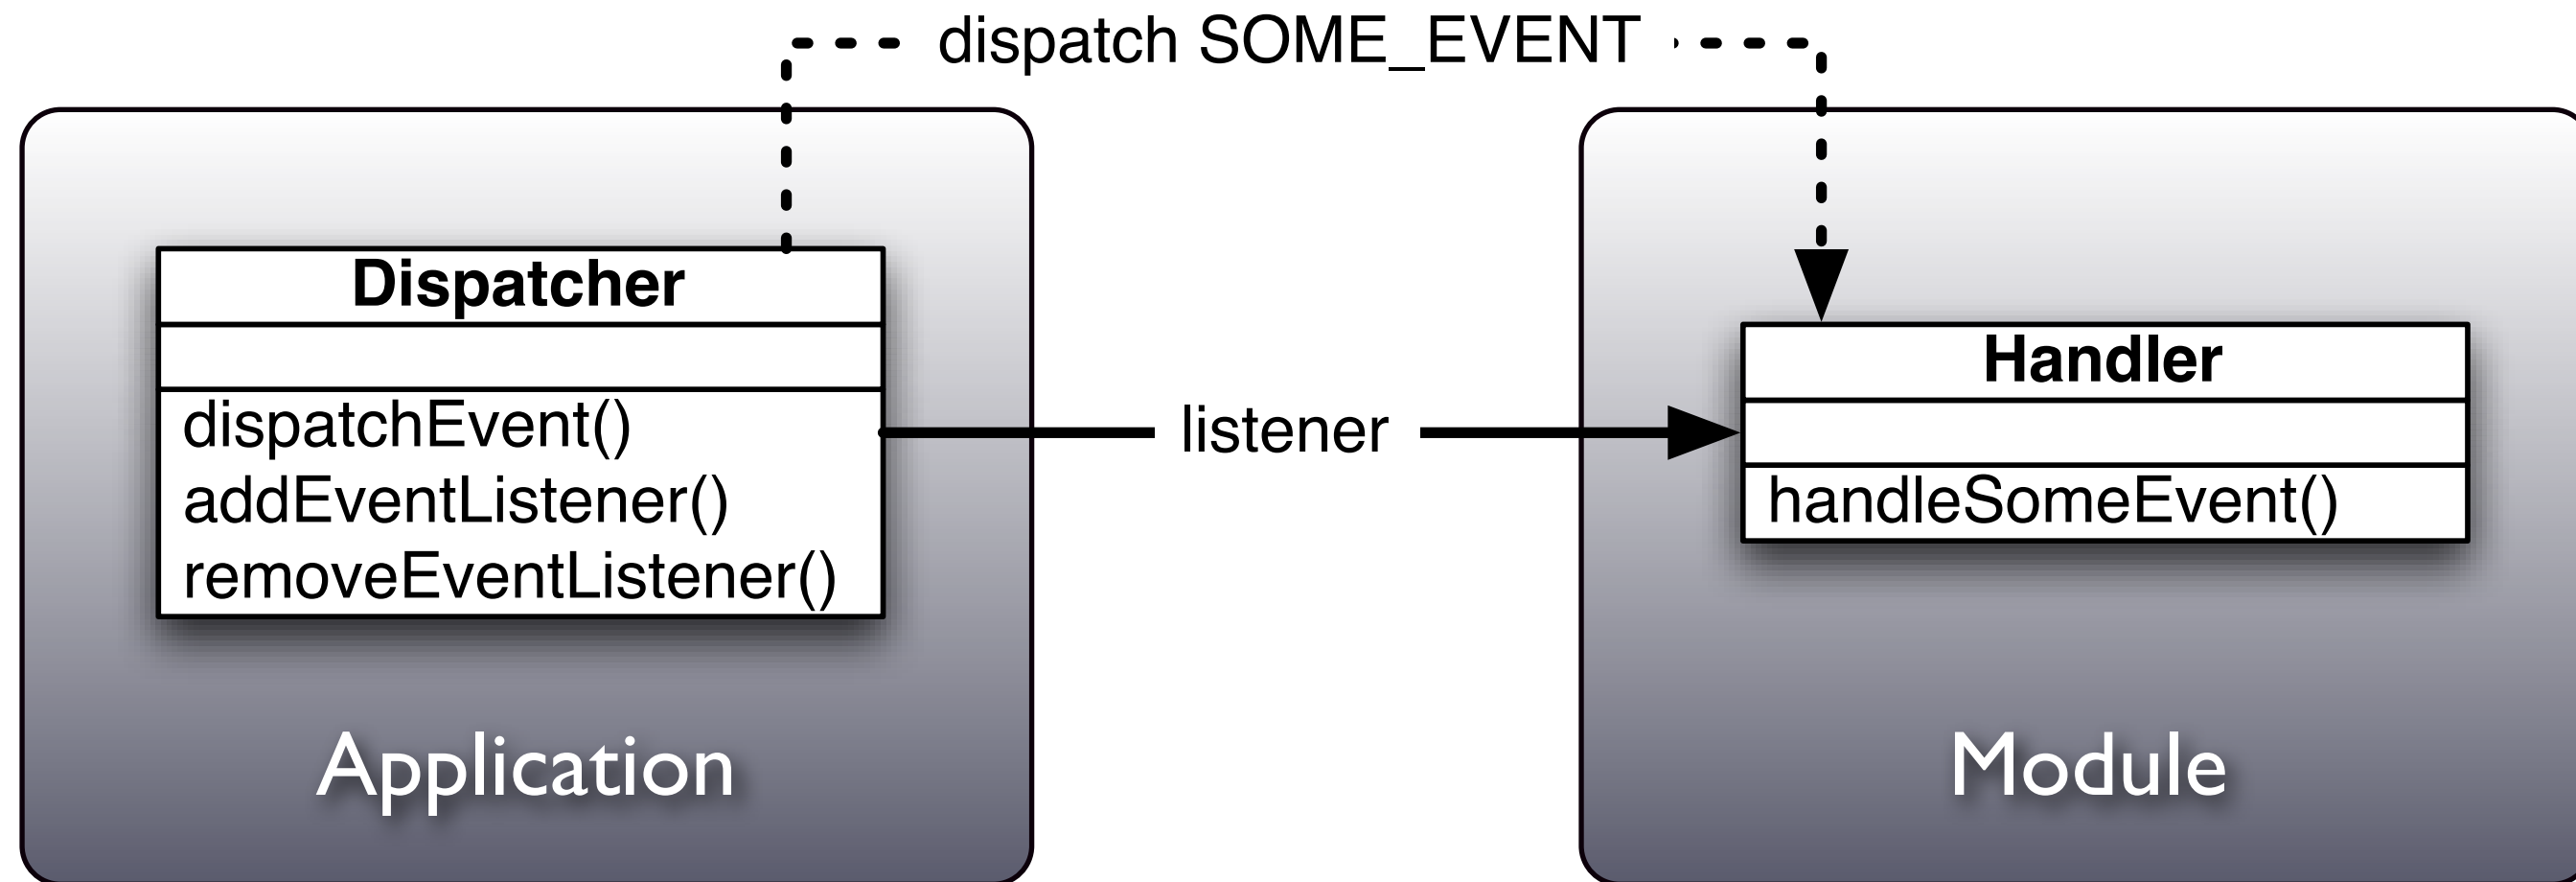 dispatch SOME_EVENT
Dispatcher
dispatchEvent()
addEventListener()
removeEventListener()
listener
Handler
handleSomeEvent()
Application
Module